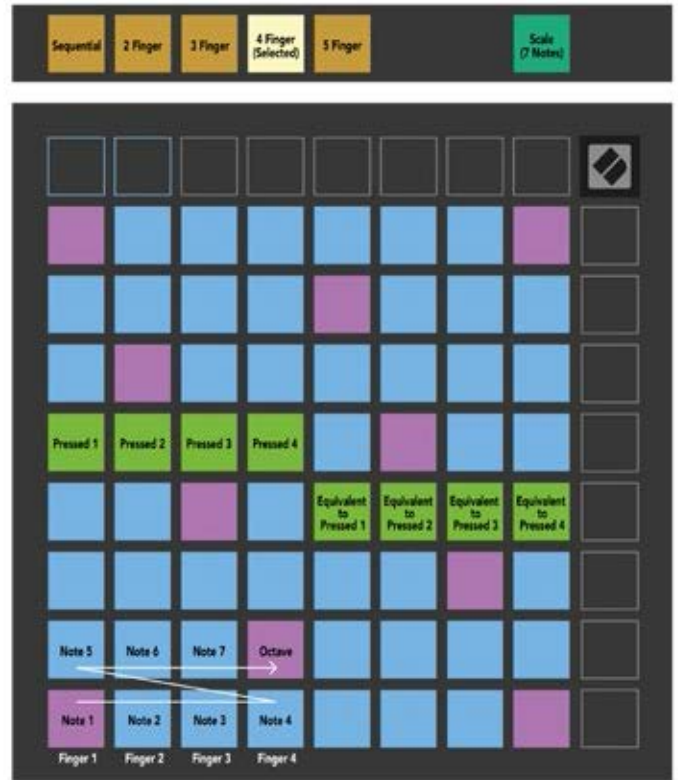 Sequential
2 Finger
3 Finger
4 Finger
(Selected)
5 Finger
Scale
(7 Notes)
Pressed 1
Pressed 2
Pressed 3
Pressed 4
Equivalent
to
Pressed 1
Equivalent
to
Pressed 2
Equivalent
to
Pressed 3
Equivalent
to
Pressed 4
Note 5
Note 6
Note 7
Octave
Note 1
Note 2
Note 3
Note 4
Finger 1
Finger 2
Finger 3
Finger 4